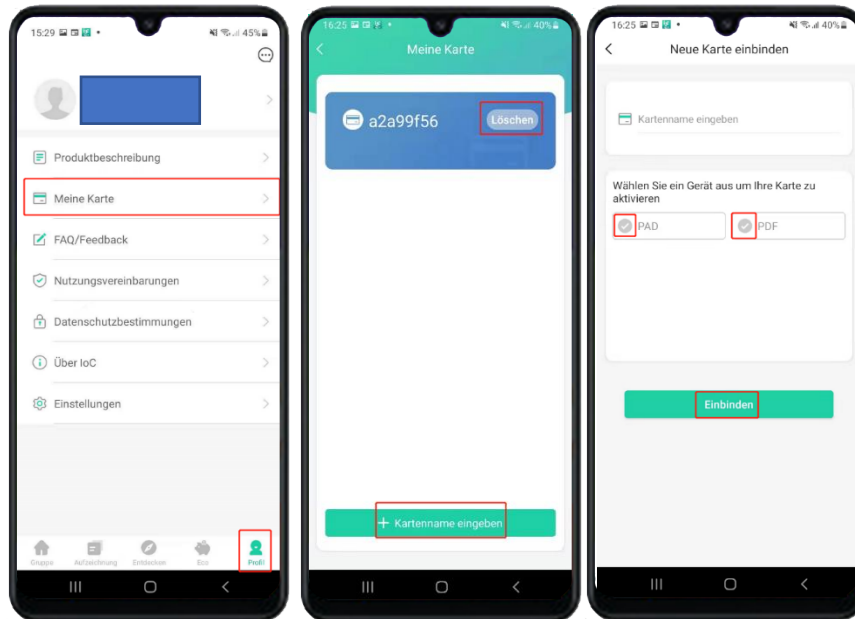 15:29
45%
Produktbeschreibung
Meine Karte
FAQ/Feedback
Nutzungsvereinbarungen
Datenschutzbestimmungen
Über IoC
Einstellungen
Gruppe Aufzeichnung Entdecken Eco Profil
16:25
40%
Meine Karte
a2a99f56 Löschen
+ Kartenname eingeben
16:25
40%
Neue Karte einbinden
Kartenname eingeben
Wählen Sie ein Gerät aus um Ihre Karte zu
aktivieren
PAD PDF
Einbinden